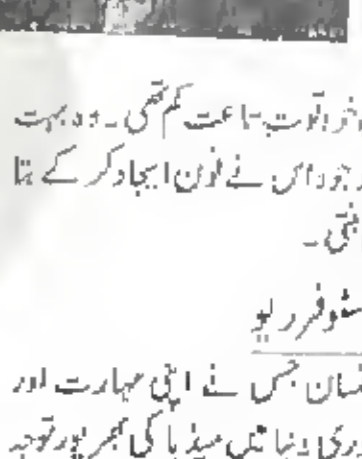 قوت سماعت کم تھی۔ وہ بہت
اس نے فون ایجاد کر کے بتا
تھی۔
سٹوفر ریو
انسان جس نے اپنی مہارت اور
پوری دنیا میں میڈیا کی بھرپور توجہ